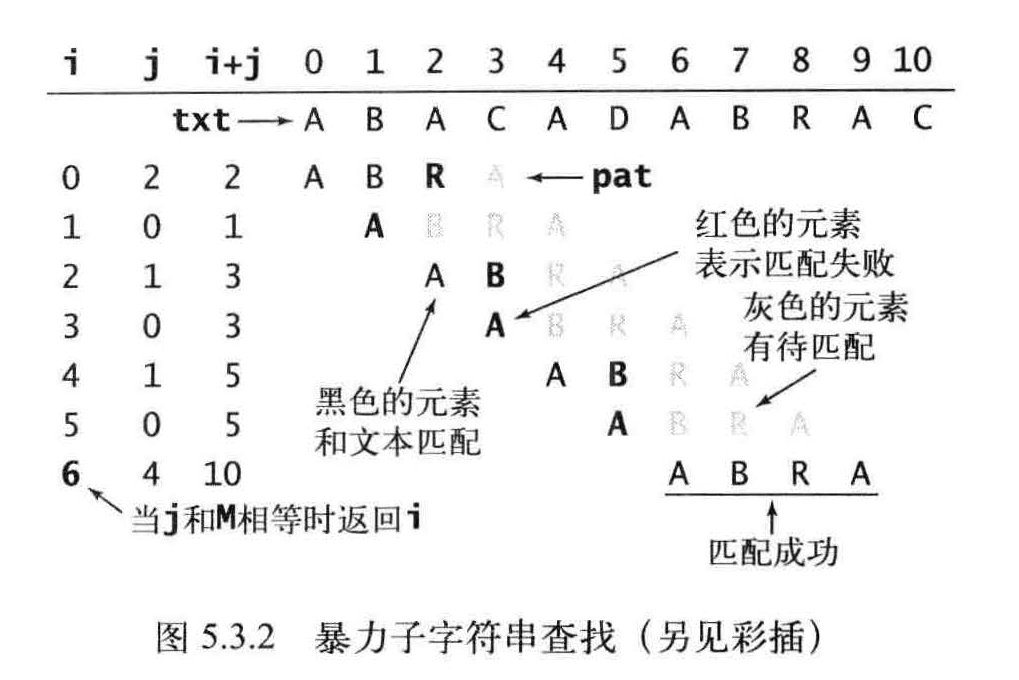 i j i+j 0 1 2 3 4 5 6 7 8 9 10
txt A B A C A D A B R A C
0 2 2 A B R A pat
1 0 1 A B R A
红色的元素
表示匹配失败
2 1 3 A B R A
灰色的元素
有待匹配
3 0 3 A B R A
4 1 5 A B R A
黑色的元素
和文本匹配
5 0 5 A B R A
6 4 10 A B R A
当j和M相等时返回i
匹配成功
图 5.3.2 暴力子字符串查找（另见彩插）